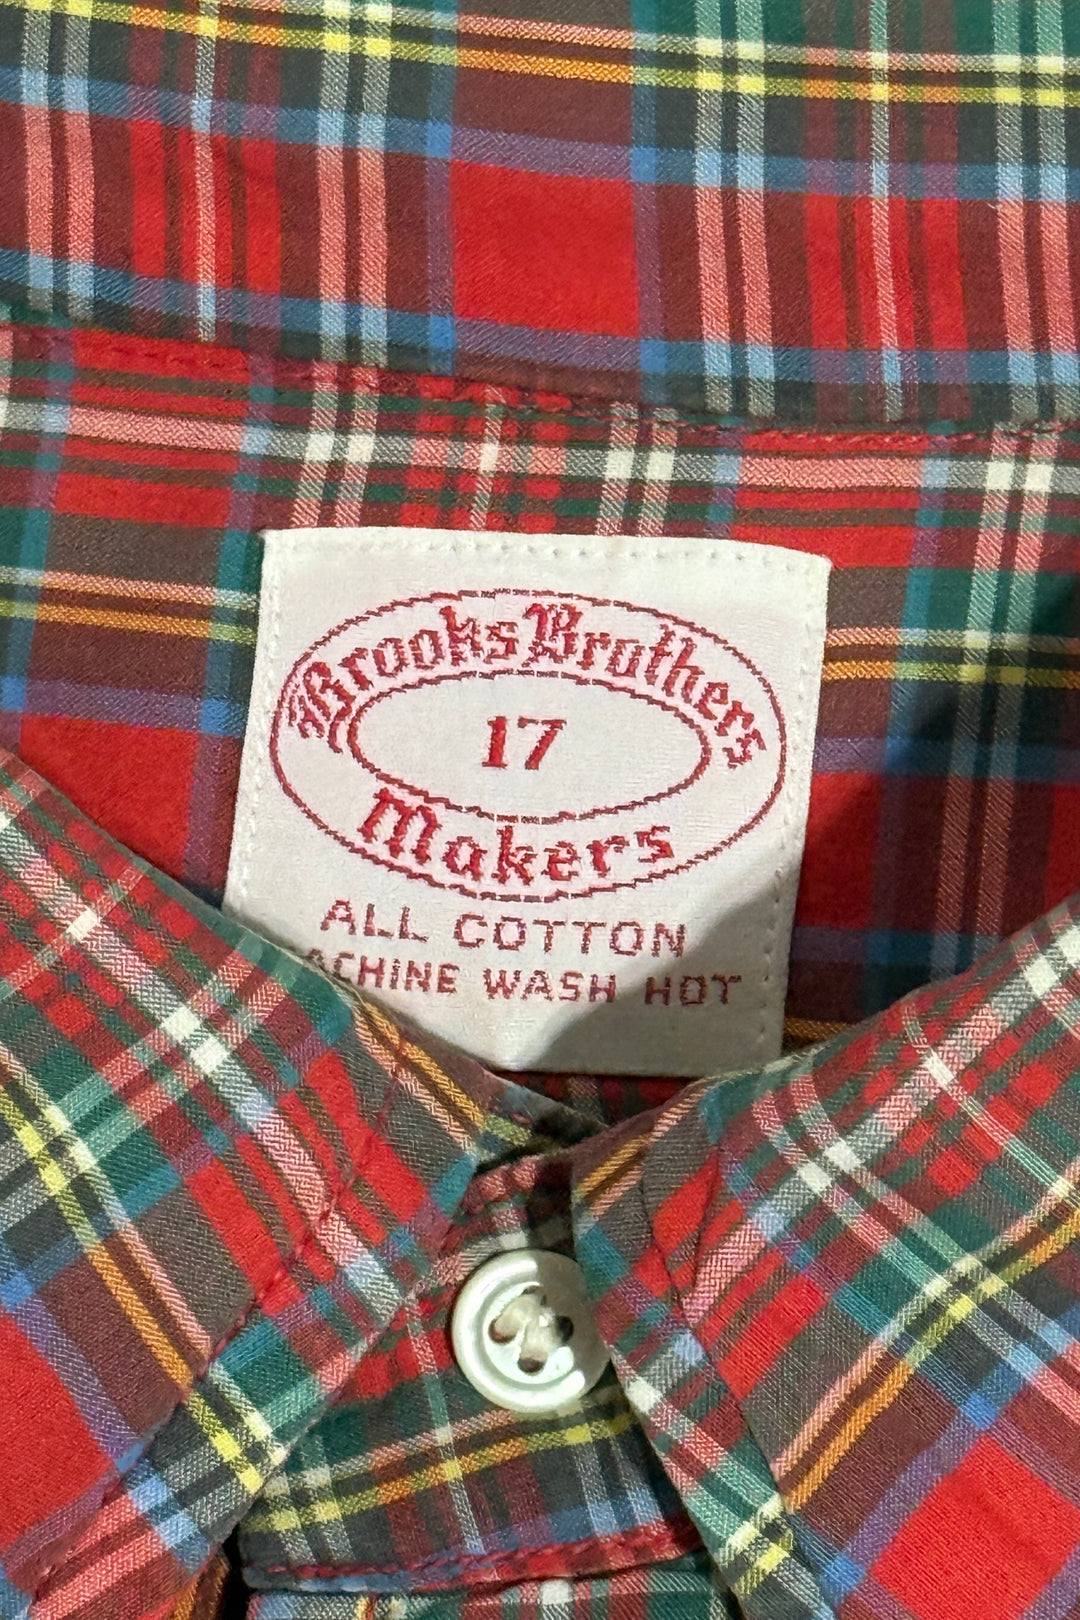 Brooks Brothers
17
Makers
ALL COTTON
ACHINE WASH HOT